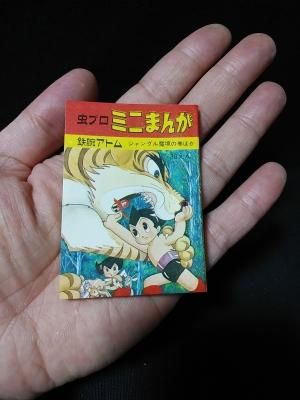 虫プロ ミニまんが
鉄腕アトム ジャングル魔境の巻ほか